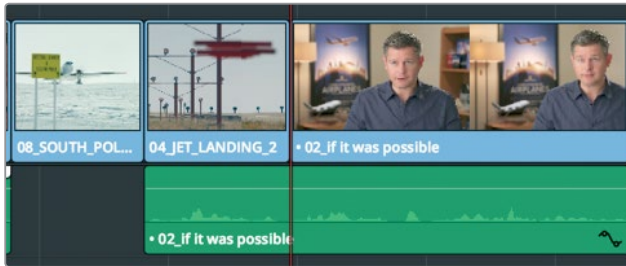 08_SOUTH_POL...
04_JET_LANDING_2
• 02_if it was possible
• 02_if it was possible